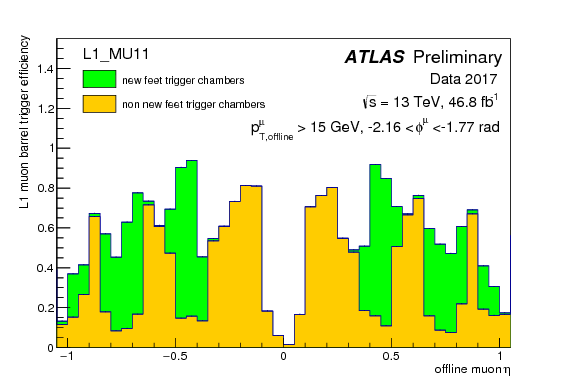 L1 muon barrel trigger efficiency
L1_MU11
new feet trigger chambers
non new feet trigger chambers
ATLAS Preliminary
Data 2017
√s = 13 TeV, 46.8 fb⁻¹
p^μ_T,offline > 15 GeV, -2.16 < ϕ^μ < -1.77 rad
1.4
1.2
1
0.8
0.6
0.4
0.2
0
−1 −0.5 0 0.5 1
offline muon η